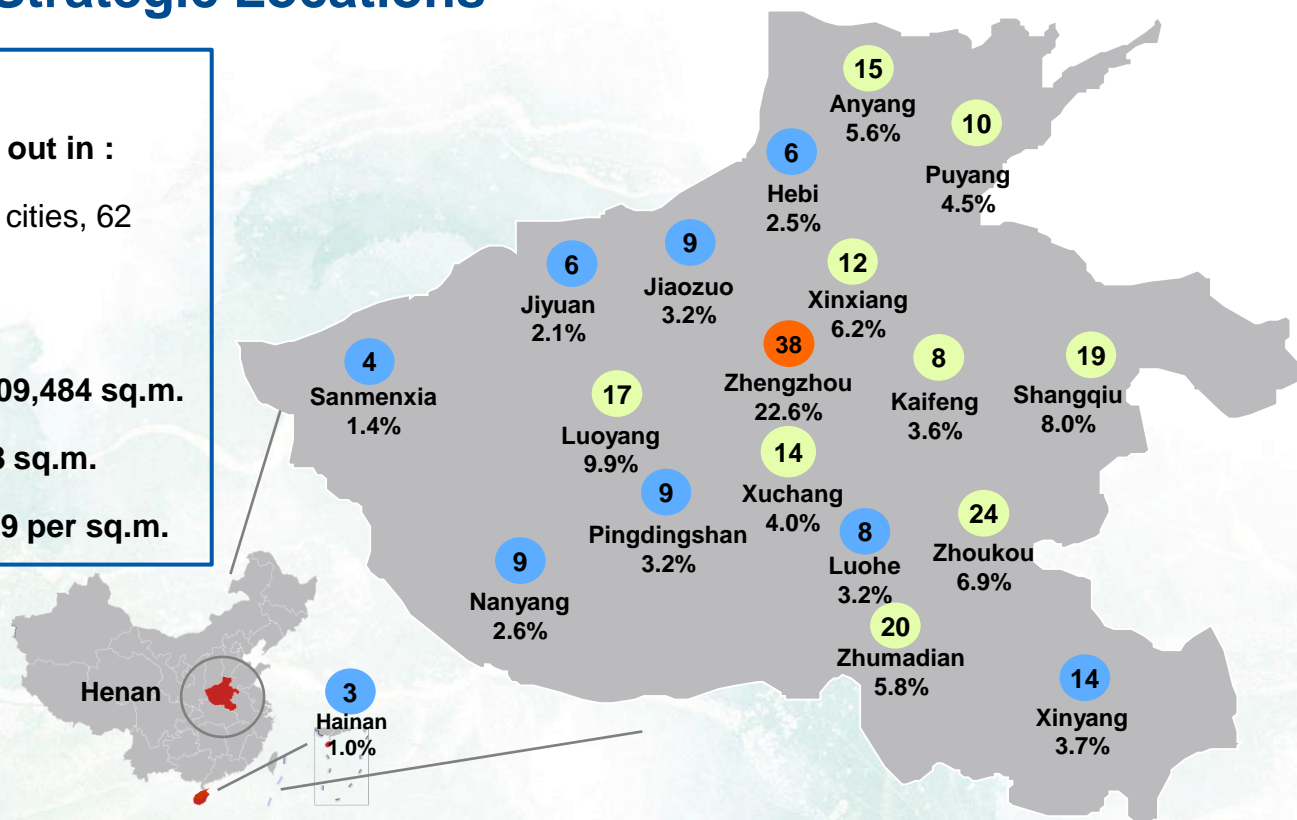 Strategic Locations
out in :
cities, 62
09,484 sq.m.
sq.m.
9 per sq.m.
15
Anyang
5.6%
10
Puyang
4.5%
6
Hebi
2.5%
9
Jiaozuo
3.2%
6
Jiyuan
2.1%
12
Xinxiang
6.2%
38
Zhengzhou
22.6%
8
Kaifeng
3.6%
19
Shangqiu
8.0%
4
Sanmenxia
1.4%
17
Luoyang
9.9%
14
Xuchang
4.0%
9
Pingdingshan
3.2%
8
Luohe
3.2%
24
Zhoukou
6.9%
9
Nanyang
2.6%
20
Zhumadian
5.8%
14
Xinyang
3.7%
Henan
3
Hainan
1.0%